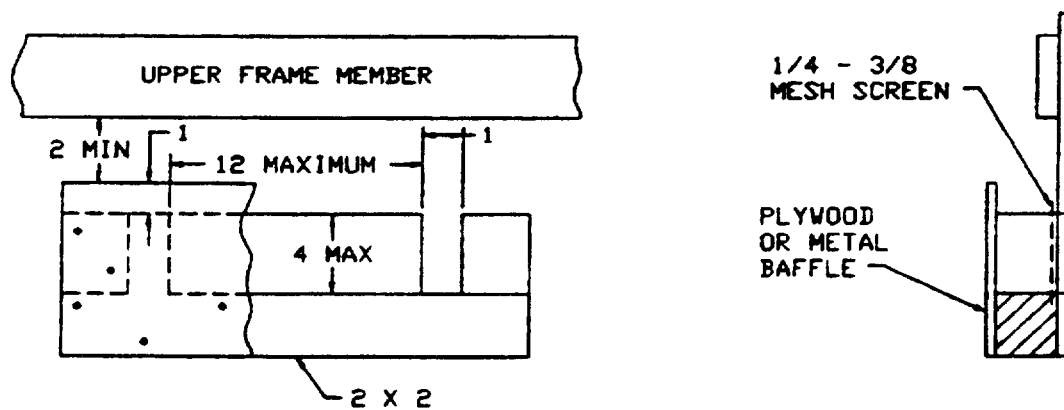 UPPER FRAME MEMBER
2 MIN
1
12 MAXIMUM
1
4 MAX
2 X 2
1/4 - 3/8
MESH SCREEN
PLYWOOD
OR METAL
BAFFLE